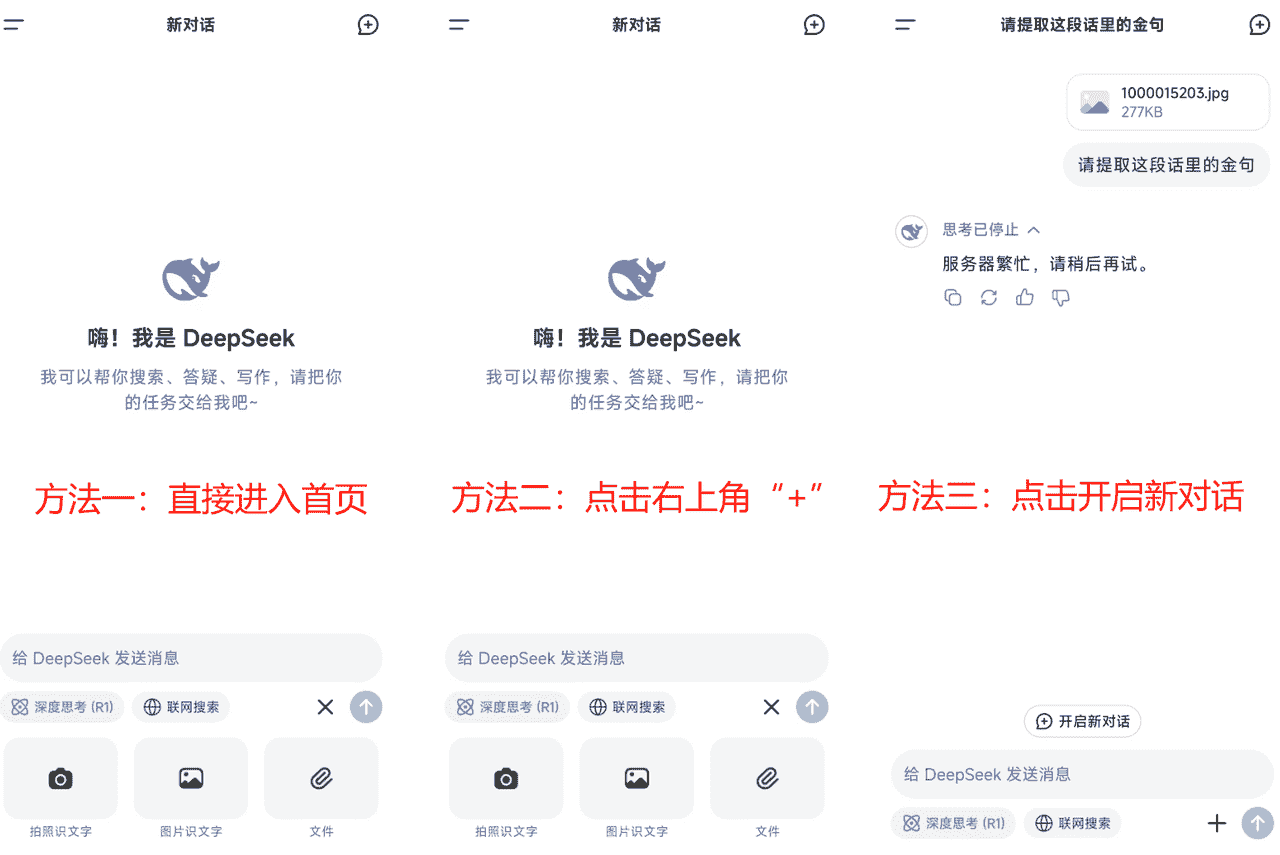 新对话
嗨！我是 DeepSeek
我可以帮你搜索、答疑、写作，请把你
的任务交给我吧~
方法一：直接进入首页
给 DeepSeek 发送消息
深度思考 (R1)
联网搜索
拍照识文字
图片识文字
文件
新对话
嗨！我是 DeepSeek
我可以帮你搜索、答疑、写作，请把你
的任务交给我吧~
方法二：点击右上角“+”
给 DeepSeek 发送消息
深度思考 (R1)
联网搜索
拍照识文字
图片识文字
文件
请提取这段话里的金句
1000015203.jpg
277KB
请提取这段话里的金句
思考已停止
服务器繁忙，请稍后再试。
方法三：点击开启新对话
开启新对话
给 DeepSeek 发送消息
深度思考 (R1)
联网搜索